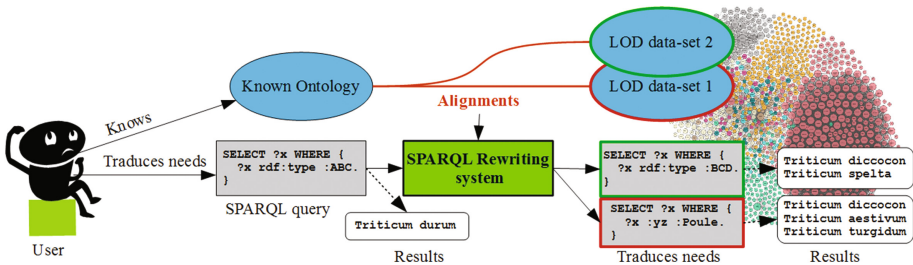 LOD data-set 2
Known Ontology
LOD data-set 1
Alignments
Knows
Traduces needs
SELECT ?x WHERE {
?x rdf:type :ABC.
}
SPARQL query
SPARQL Rewriting
system
SELECT ?x WHERE {
?x rdf:type :BCD.
}
Triticum diccocon
Triticum spelta
Triticum durum
SELECT ?x WHERE {
?x :yz :Poule.
}
Triticum diccocon
Triticum aestivum
Triticum turgidum
User
Results
Traduces needs
Results